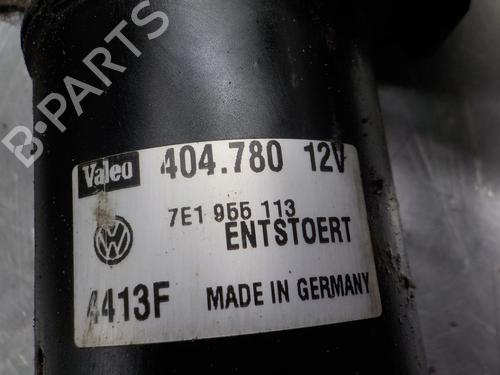 B-PARTS
Valeo 404.780 12V
7E1 955 113
ENTSTOERT
4413F MADE IN GERMANY